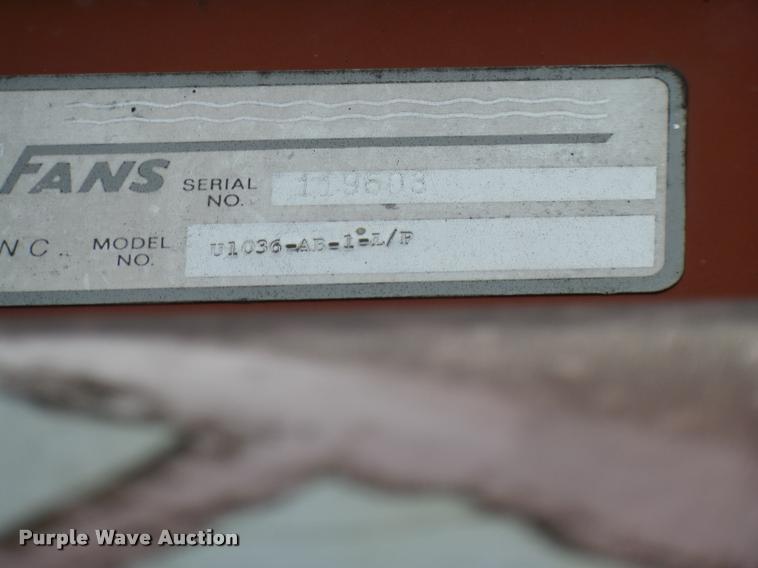 FANS
SERIAL NO. 119603
NC. MODEL NO. U1036-AB-1-L/P
Purple Wave Auction